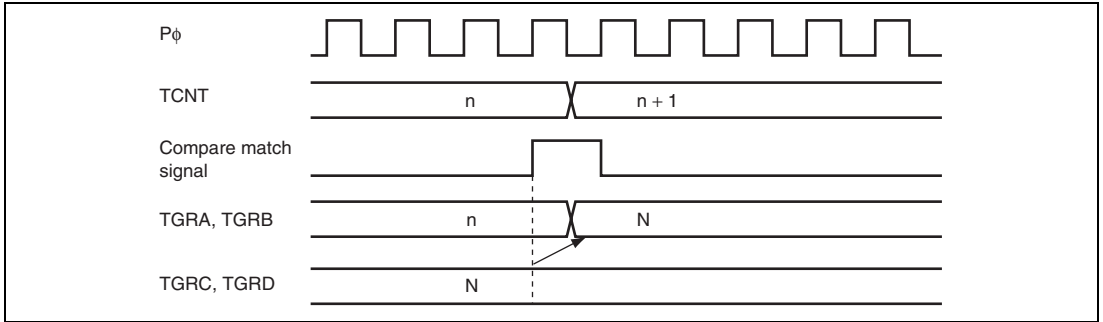 Pϕ
TCNT
n
n + 1
Compare match
signal
TGRA, TGRB
n
N
TGRC, TGRD
N